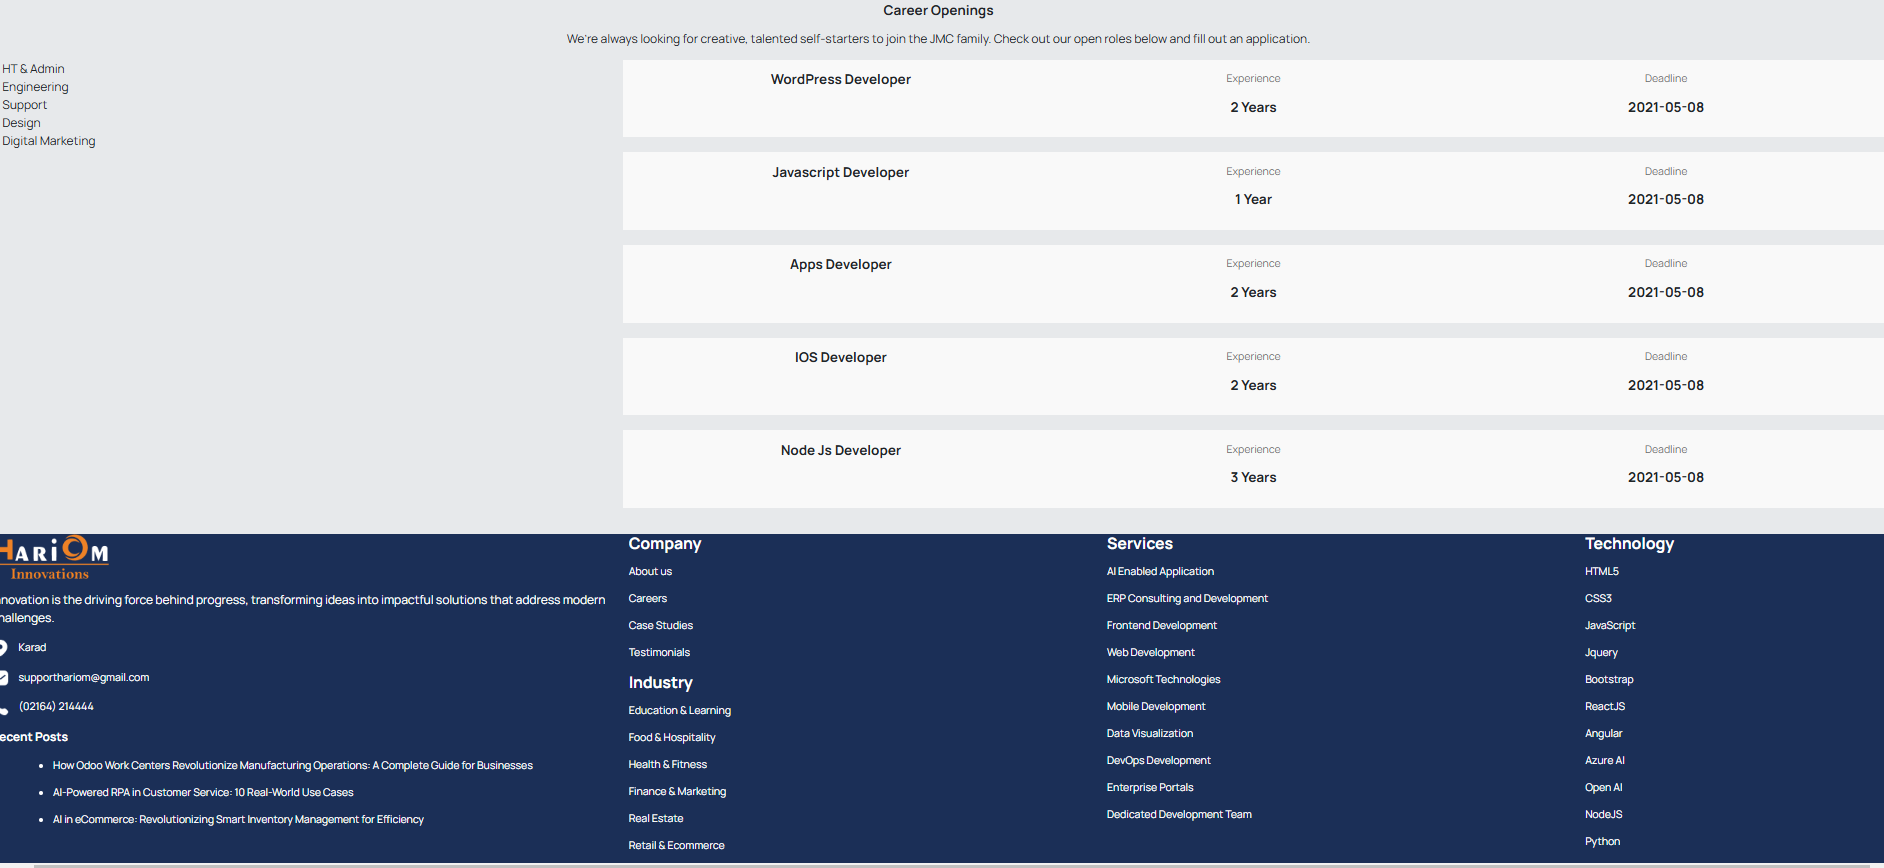 Career Openings
We're always looking for creative, talented self-starters to join the JMC family. Check out our open roles below and fill out an application.
HT & Admin
Engineering
Support
Design
Digital Marketing
WordPress Developer
Experience
2 Years
Deadline
2021-05-08
Javascript Developer
Experience
1 Year
Deadline
2021-05-08
Apps Developer
Experience
2 Years
Deadline
2021-05-08
IOS Developer
Experience
2 Years
Deadline
2021-05-08
Node Js Developer
Experience
3 Years
Deadline
2021-05-08
HARIOM
Innovations
nnovation is the driving force behind progress, transforming ideas into impactful solutions that address modern
hallenges.
Karad
supporthariom@gmail.com
(02164) 214444
ecent Posts
How Odoo Work Centers Revolutionize Manufacturing Operations: A Complete Guide for Businesses
AI-Powered RPA in Customer Service: 10 Real-World Use Cases
AI in eCommerce: Revolutionizing Smart Inventory Management for Efficiency
Company
About us
Careers
Case Studies
Testimonials
Industry
Education & Learning
Food & Hospitality
Health & Fitness
Finance & Marketing
Real Estate
Retail & Ecommerce
Services
AI Enabled Application
ERP Consulting and Development
Frontend Development
Web Development
Microsoft Technologies
Mobile Development
Data Visualization
DevOps Development
Enterprise Portals
Dedicated Development Team
Technology
HTML5
CSS3
JavaScript
Jquery
Bootstrap
ReactJS
Angular
Azure AI
Open AI
NodeJS
Python